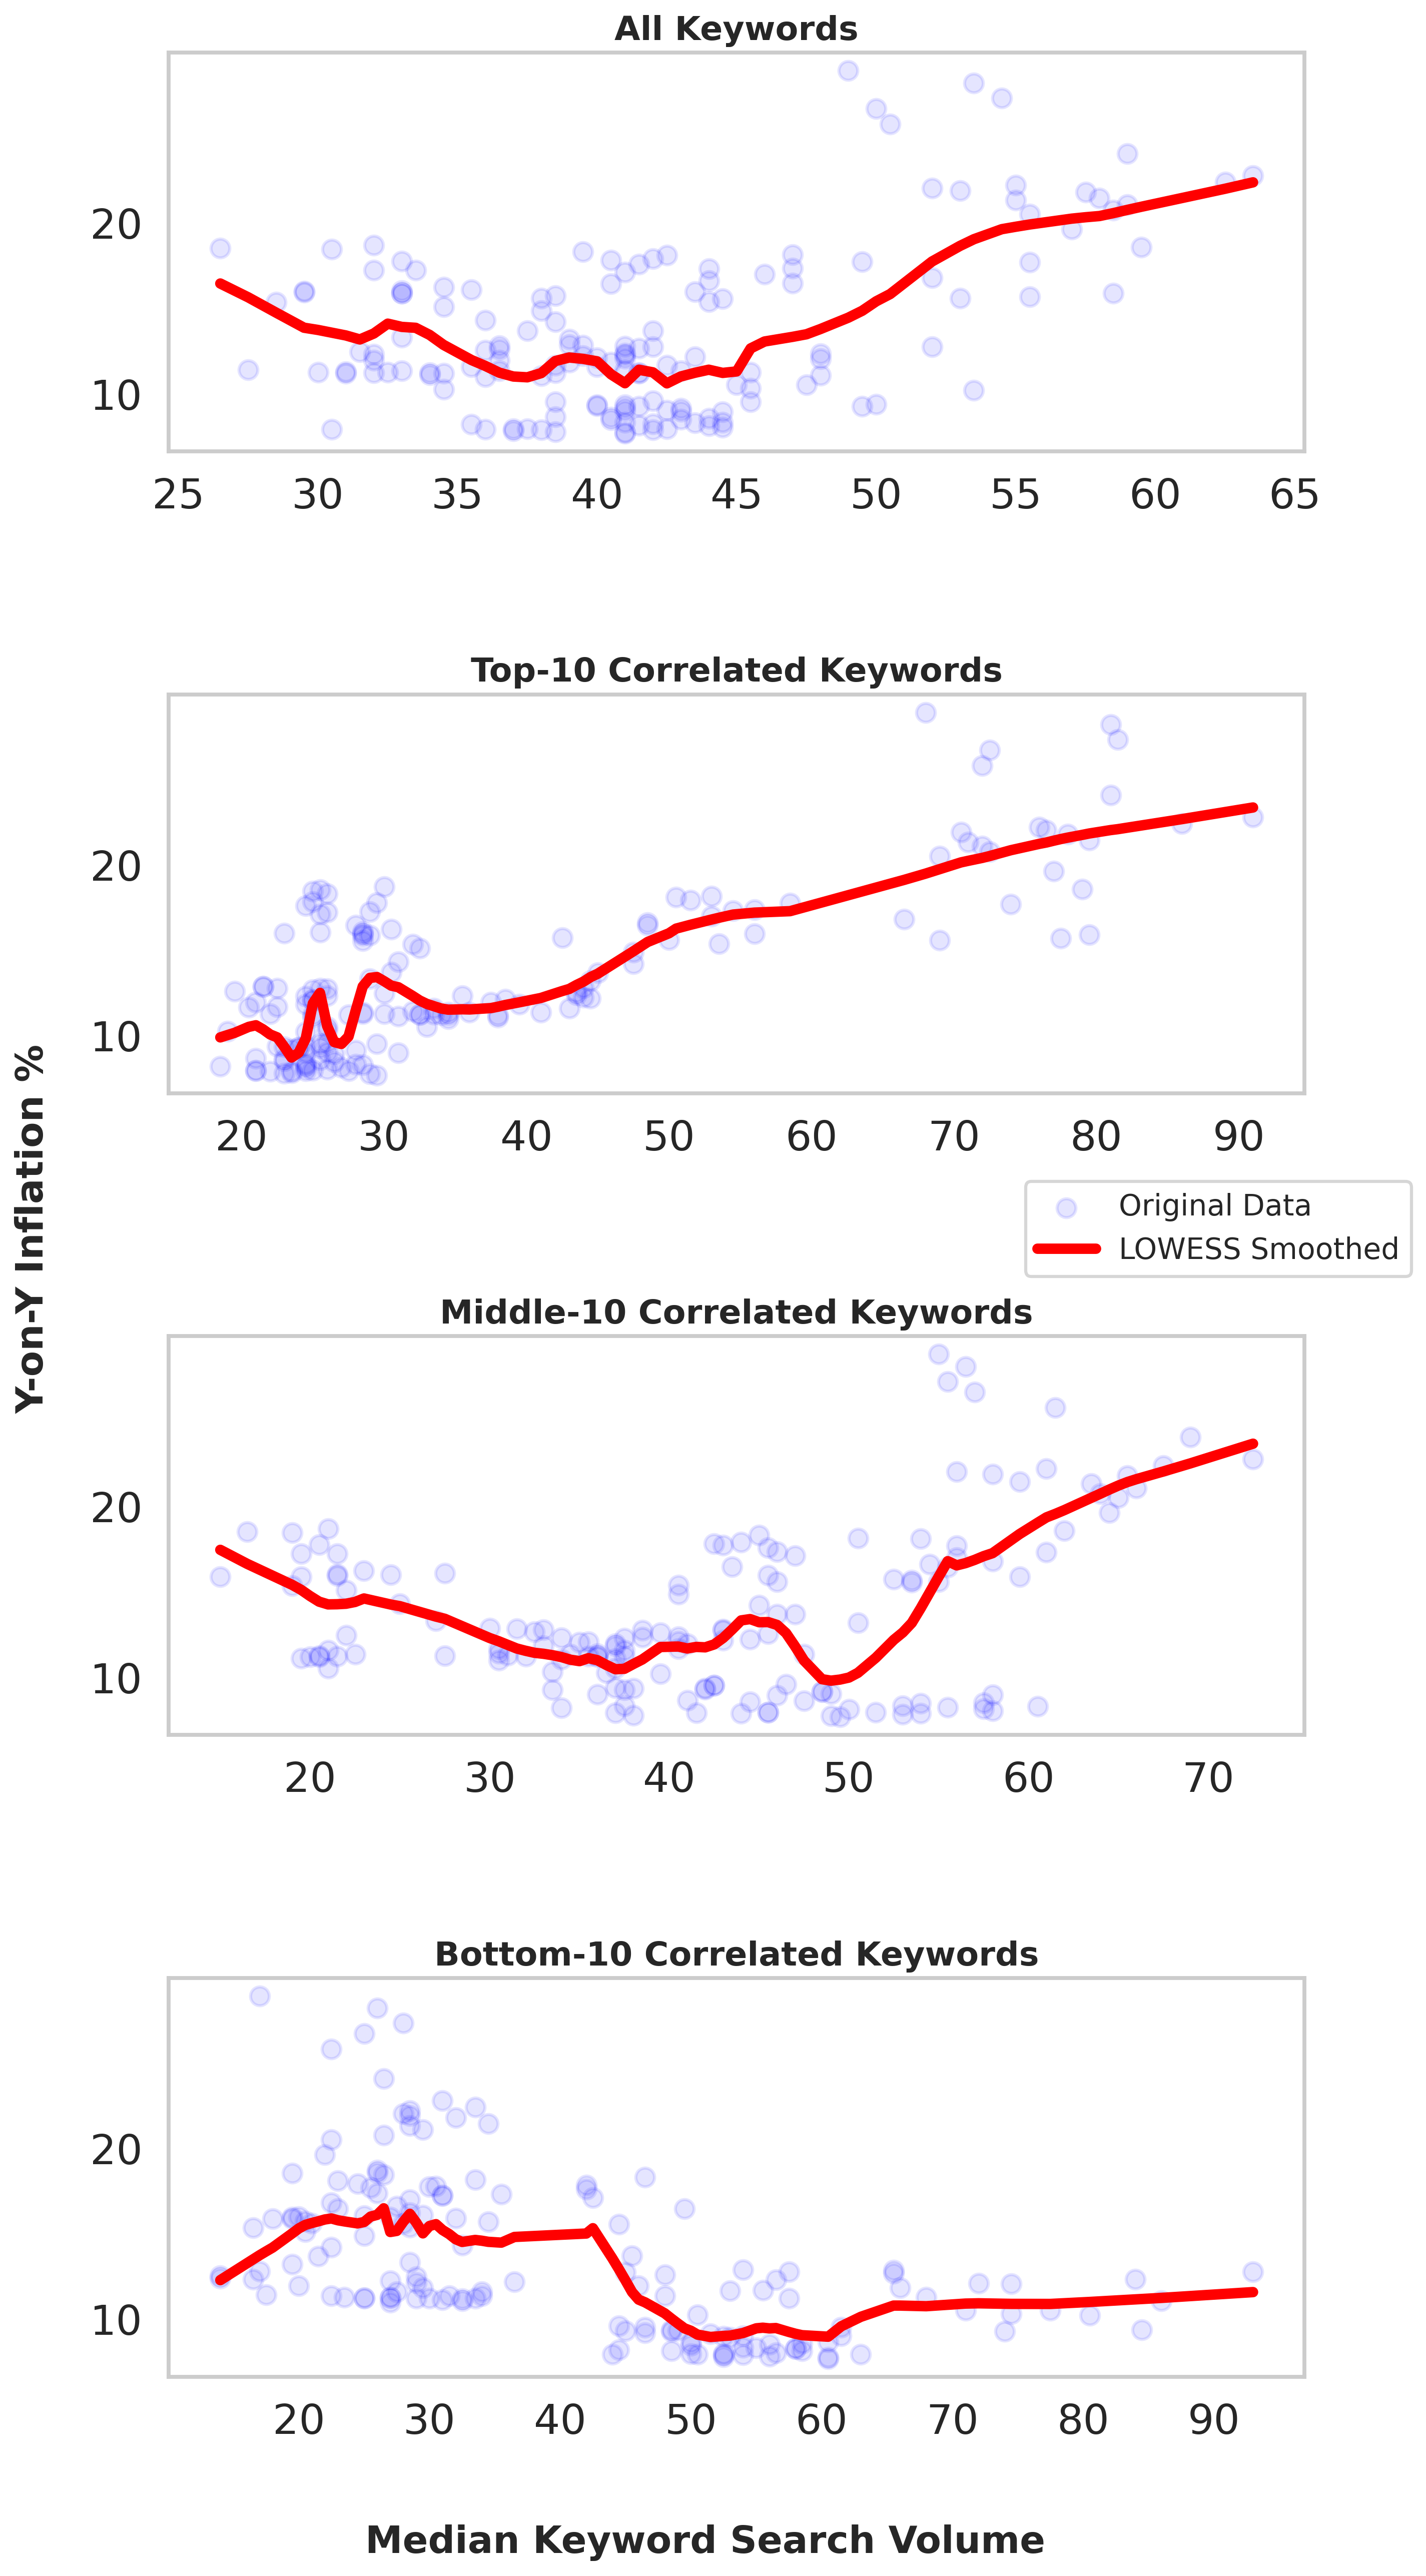 All Keywords
20
10
25 30 35 40 45 50 55 60 65
Top-10 Correlated Keywords
20
10
20 30 40 50 60 70 80 90
Original Data
LOWESS Smoothed
Y-on-Y Inflation %
Middle-10 Correlated Keywords
20
10
20 30 40 50 60 70
Bottom-10 Correlated Keywords
20
10
20 30 40 50 60 70 80 90
Median Keyword Search Volume